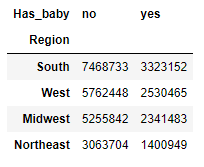 Has_baby no yes
Region
South 7468733 3323152
West 5762448 2530465
Midwest 5255842 2341483
Northeast 3063704 1400949